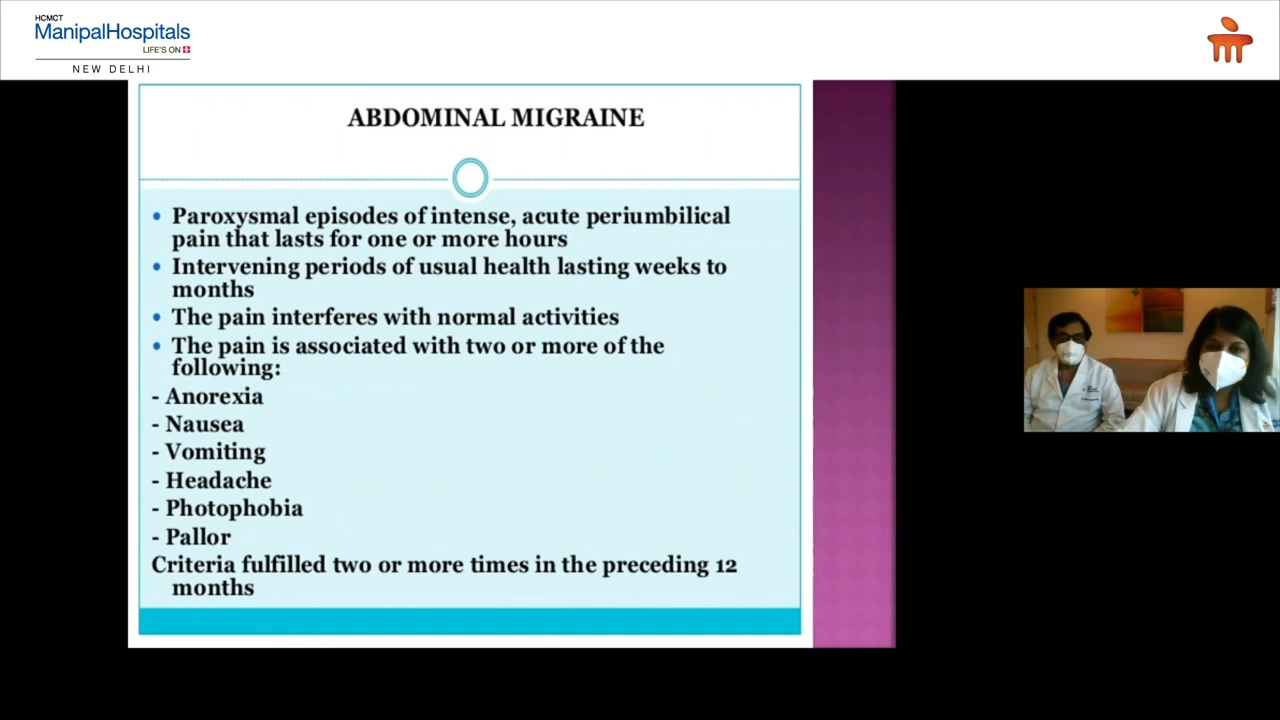 HCMCT
ManipalHospitals
LIFE'S ON
NEW DELHI
ABDOMINAL MIGRAINE
• Paroxysmal episodes of intense, acute periumbilical
pain that lasts for one or more hours
• Intervening periods of usual health lasting weeks to
months
• The pain interferes with normal activities
• The pain is associated with two or more of the
following:
- Anorexia
- Nausea
- Vomiting
- Headache
- Photophobia
- Pallor
Criteria fulfilled two or more times in the preceding 12
months